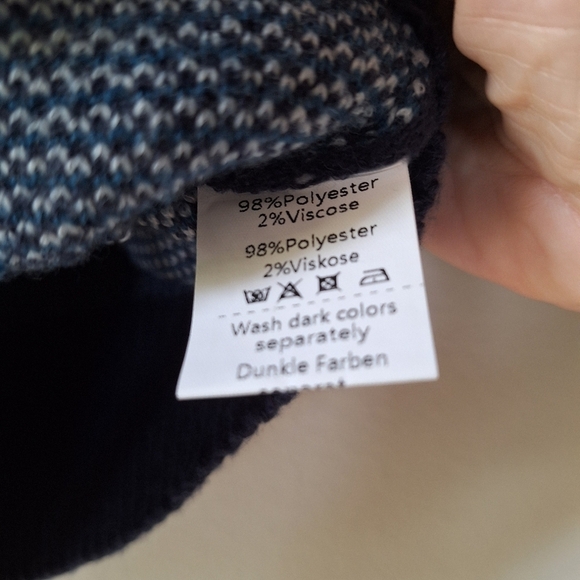 98%Polyester
2%Viscose
98%Polyester
2%Viskose
Wash dark colors
separately
Dunkle Farben